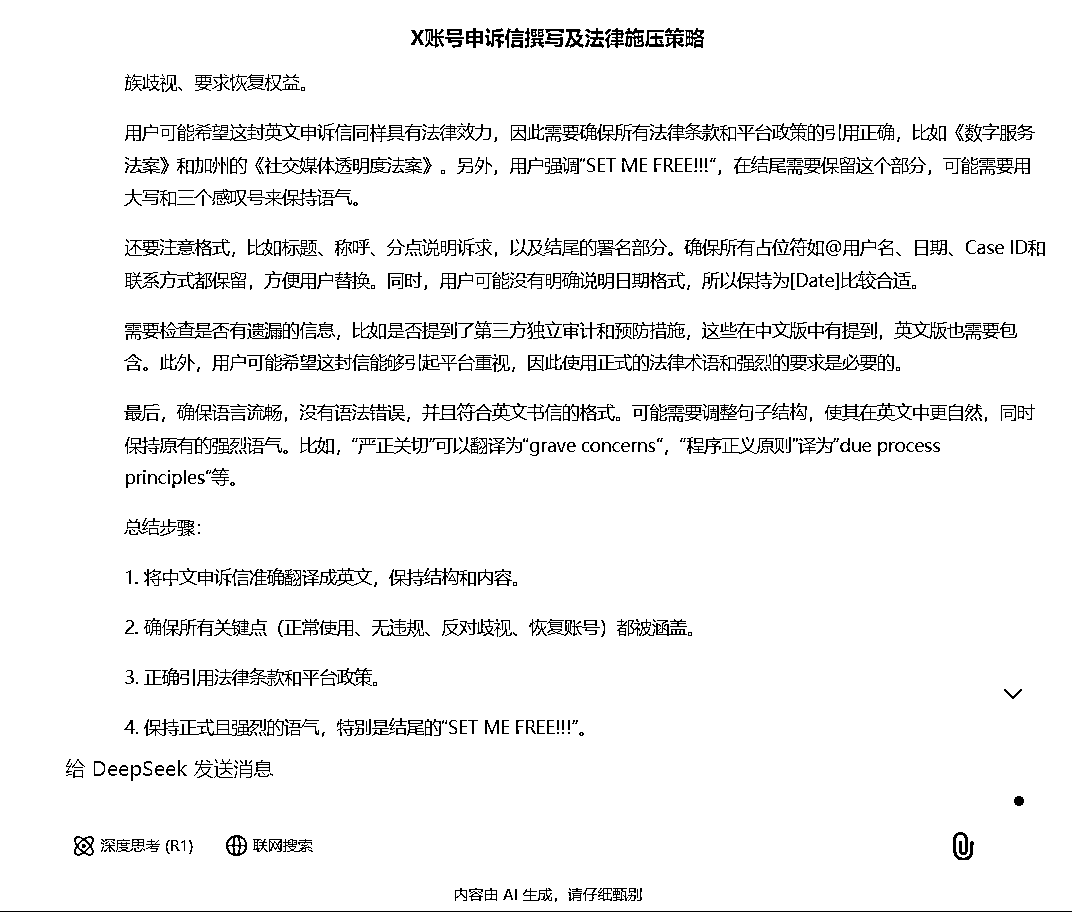 X账号申诉信撰写及法律施压策略
族歧视、要求恢复权益。
用户可能希望这封英文申诉信同样具有法律效力，因此需要确保所有法律条款和平台政策的引用正确，比如《数字服务
法案》和加州的《社交媒体透明度法案》。另外，用户强调“SET ME FREE!!!“，在结尾需要保留这个部分，可能需要用
大写和三个感叹号来保持语气。
还要注意格式，比如标题、称呼、分点说明诉求，以及结尾的署名部分。确保所有占位符如@用户名、日期、Case ID和
联系方式都保留，方便用户替换。同时，用户可能没有明确说明日期格式，所以保持为[Date]比较合适。
需要检查是否有遗漏的信息，比如是否提到了第三方独立审计和预防措施，这些在中文版中有提到，英文版也需要包
含。此外，用户可能希望这封信能够引起平台重视，因此使用正式的法律术语和强烈的要求是必要的。
最后，确保语言流畅，没有语法错误，并且符合英文书信的格式。可能需要调整句子结构，使其在英文中更自然，同时
保持原有的强烈语气。比如，“严正关切”可以翻译为“grave concerns“，“程序正义原则”译为”due process
principles“等。
总结步骤：
1. 将中文申诉信准确翻译成英文，保持结构和内容。
2. 确保所有关键点（正常使用、无违规、反对歧视、恢复账号）都被涵盖。
3. 正确引用法律条款和平台政策。
4. 保持正式且强烈的语气，特别是结尾的“SET ME FREE!!!”。
给 DeepSeek 发送消息
深度思考 (R1) 联网搜索
内容由 AI 生成，请仔细甄别